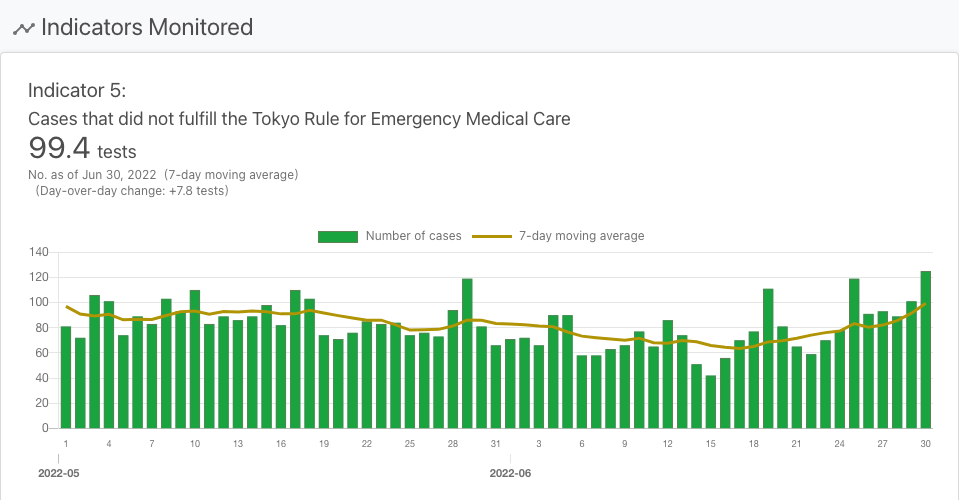 Indicators Monitored
Indicator 5:
Cases that did not fulfill the Tokyo Rule for Emergency Medical Care
99.4 tests
No. as of Jun 30, 2022 (7-day moving average)
(Day-over-day change: +7.8 tests)
Number of cases 7-day moving average
140
120
100
80
60
40
20
0
1 4 7 10 13 16 19 22 25 28 31 3 6 9 12 15 18 21 24 27 30
2022-05 2022-06